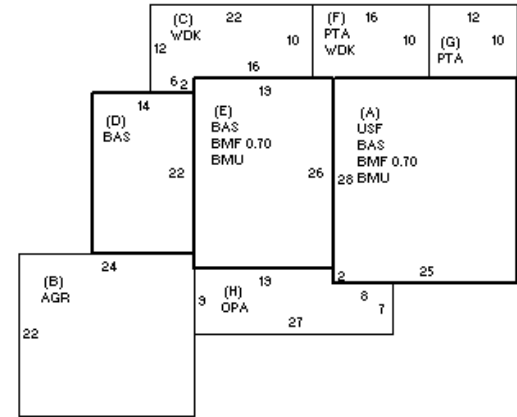 (C) 22
WDK
12
10
16
6 2
(F) 16
PTA
WDK
10
12
(G) 10
PTA
14
(D)
BAS
22
19
(E)
BAS
BMF 0.70
BMU
26
(A)
USF
BAS
BMF 0.70
28 BMU
2
25
24
(B)
AGR
22
19
9
(H)
OPA
8
7
27